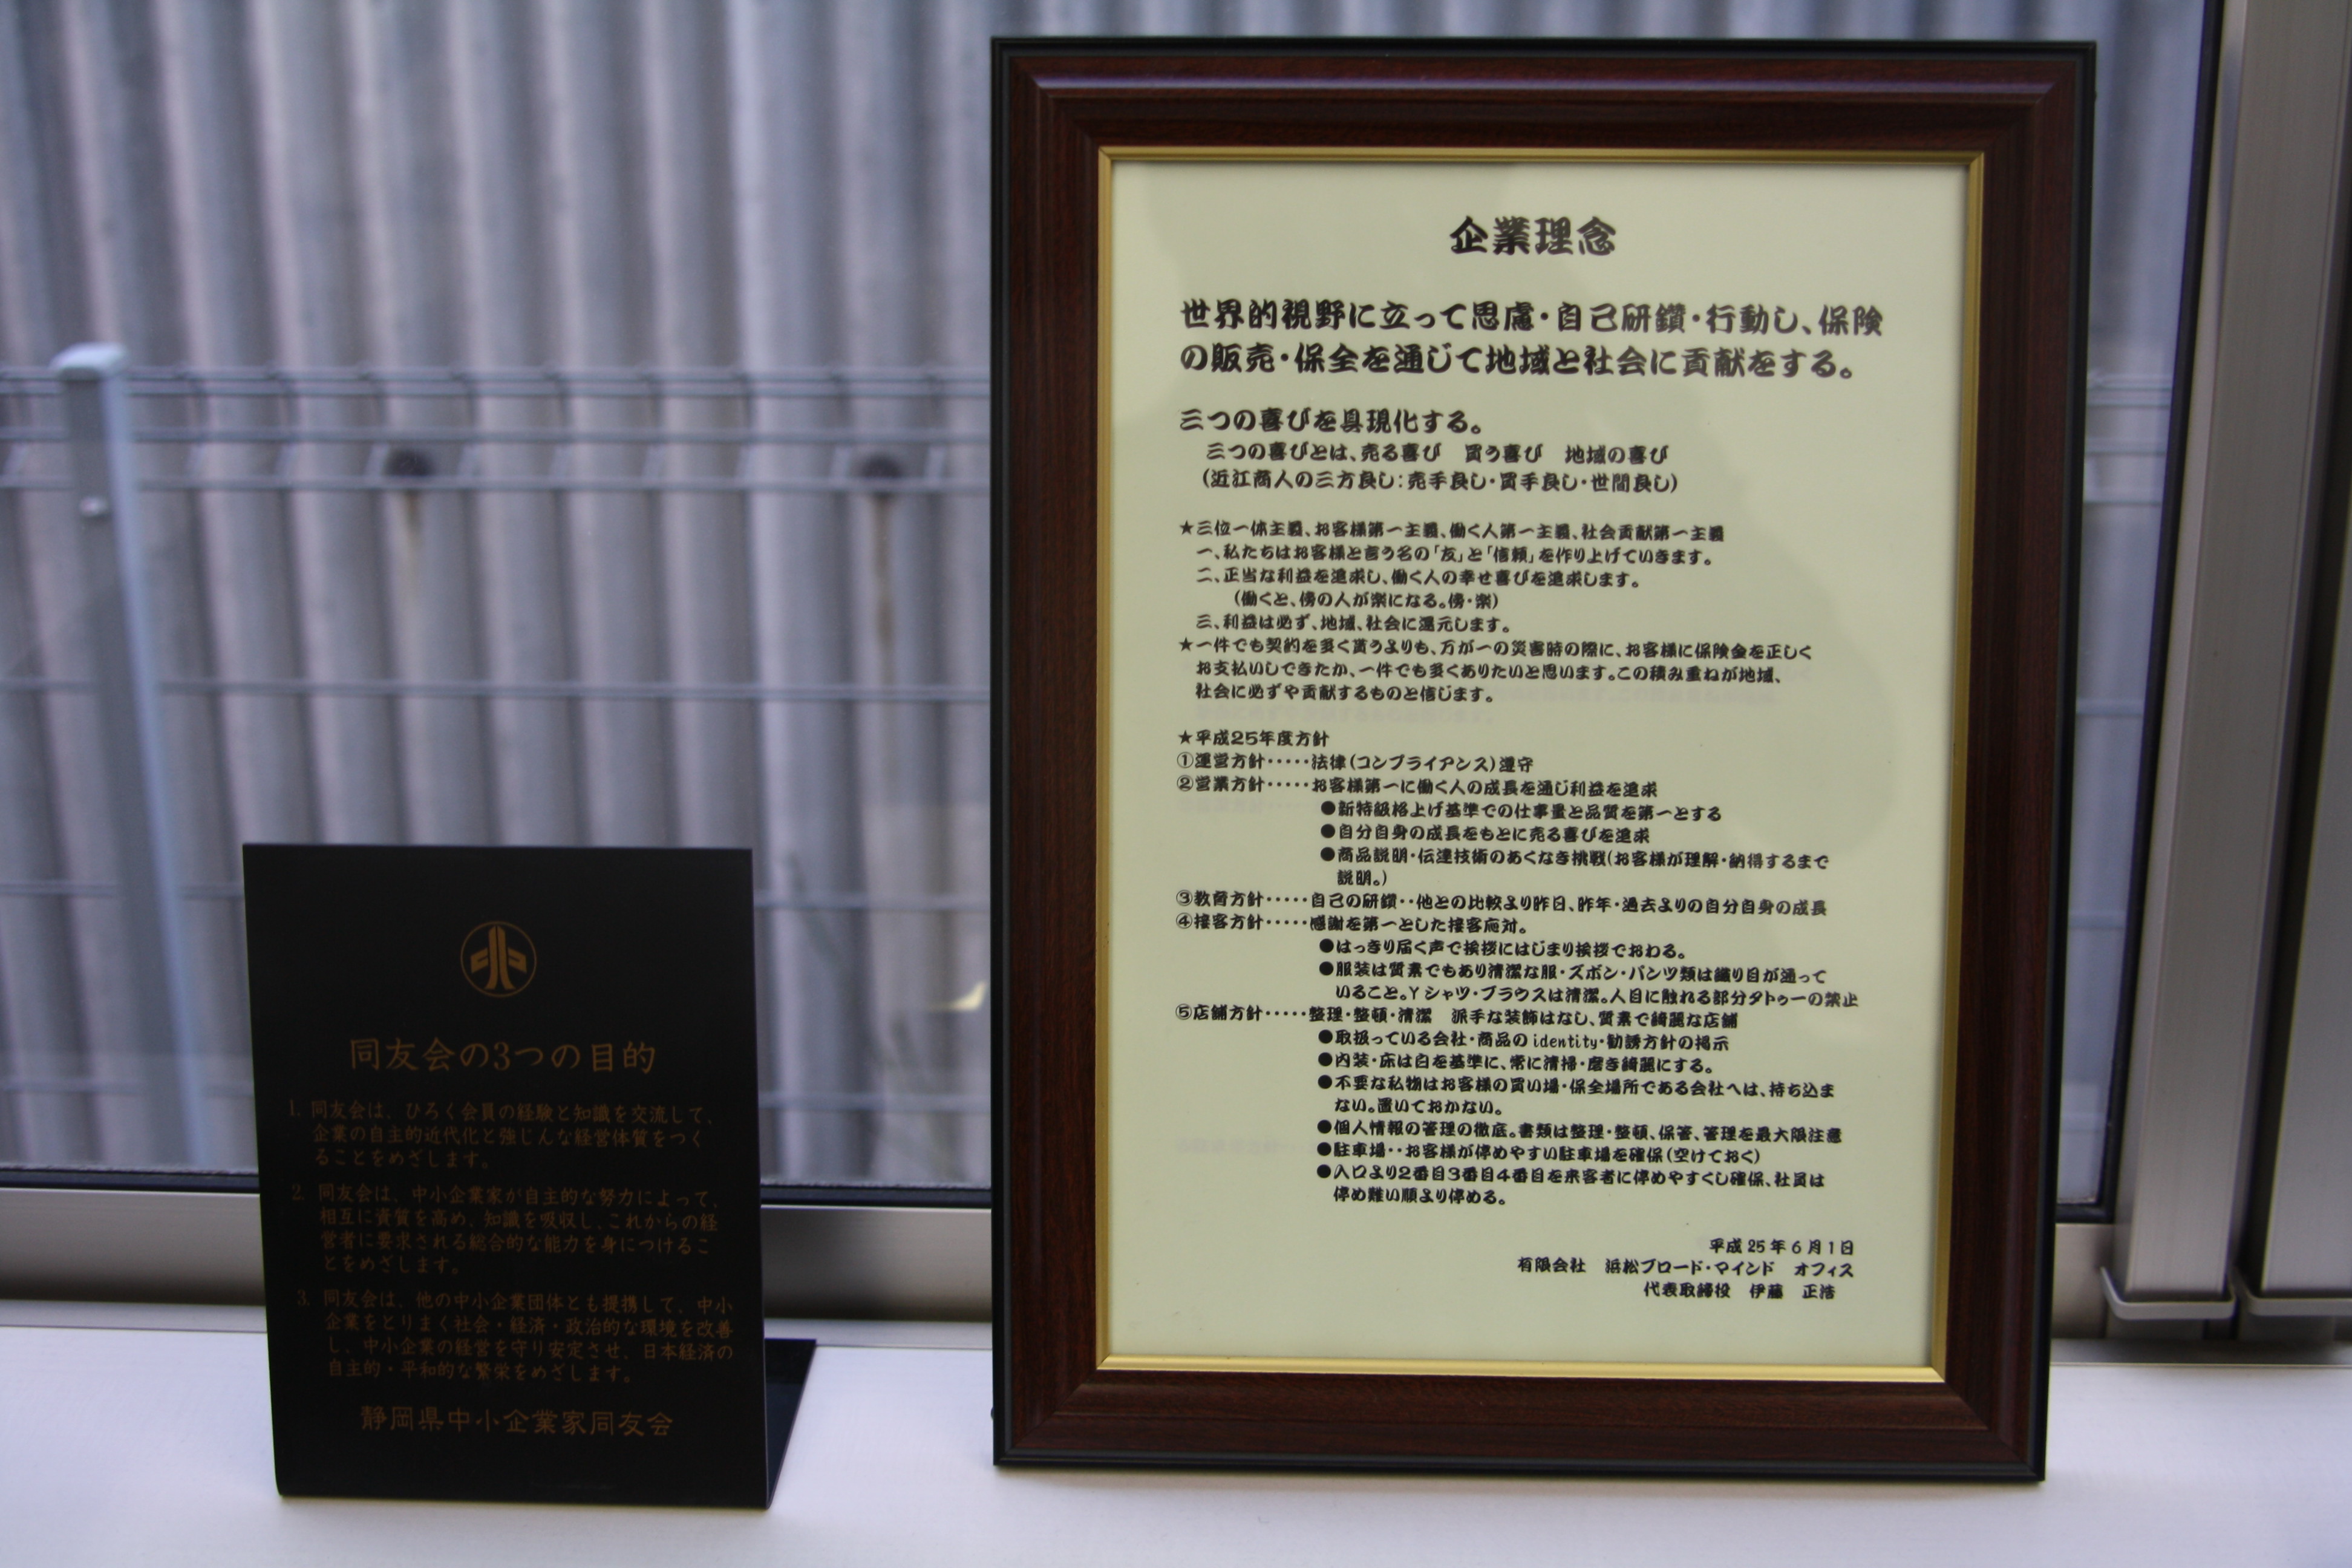 同友会の3つの目的
1. 同友会は、ひろく会員の経験と知識を交流して、
企業の自主的近代化と強じんな経営体質をつく
ることをめざします。
2. 同友会は、中小企業家が自主的な努力によって、
相互に資質を高め、知識を吸収し、これからの経
営者に要求される総合的な能力を身につけるこ
とをめざします。
3. 同友会は、他の中小企業団体とも提携して、中小
企業をとりまく社会・経済・政治的な環境を改善
し、中小企業の経営を守り安定させ、日本経済の
自主的・平和的な繁栄をめざします。
静岡県中小企業家同友会
企業理念
世界的視野に立って思慮・自己研鑽・行動し、保険
の販売・保全を通じて地域と社会に貢献をする。
三つの喜びを具現化する。
三つの喜びとは、売る喜び　買う喜び　地域の喜び
(近江商人の三方良し:売手良し・買手良し・世間良し)
★三位一体主義、お客様第一主義、働く人第一主義、社会貢献第一主義
一、私たちはお客様と言う名の「友」と「信頼」を作り上げていきます。
二、正当な利益を追求し、働く人の幸せ喜びを追求します。
(働くと、傍の人が楽になる。傍・楽)
三、利益は必ず、地域、社会に還元します。
★一件でも契約を多く貰うよりも、万が一の災害時の際に、お客様に保険金を正しく
お支払いしできたか、一件でも多くありたいと思います。この積み重ねが地域、
社会に必ずや貢献するものと信じます。
★平成25年度方針
①運営方針・・・・・法律(コンプライアンス)遵守
②営業方針・・・・・お客様第一に働く人の成長を通じ利益を追求
●新特級格上げ基準での仕事量と品質を第一とする
●自分自身の成長をもとに売る喜びを追求
●商品説明・伝達技術のあくなき挑戦(お客様が理解・納得するまで
説明。)
③教育方針・・・・・自己の研鑽・・他との比較より昨日、昨年・過去よりの自分自身の成長
④接客方針・・・・・感謝を第一とした接客応対。
●はっきり届く声で挨拶にはじまり挨拶でおわる。
●服装は質素でもあり清潔な服・ズボン・パンツ類は織り目が通って
いること。Yシャツ・ブラウスは清潔。人目に触れる部分タトゥーの禁止
⑤店舗方針・・・・・整理・整頓・清潔　派手な装飾はなし、質素で綺麗な店舗
●取扱っている会社・商品の identity・勧誘方針の掲示
●内装・床は白を基準に、常に清掃・磨き綺麗にする。
●不要な私物はお客様の買い場・保全場所である会社へは、持ち込ま
ない。置いておかない。
●個人情報の管理の徹底。書類は整理・整頓、保管、管理を最大限注意
●駐車場・・お客様が停めやすい駐車場を確保(空けておく)
●入口より2番目3番目4番目を来客者に停めやすくし確保、社員は
停め難い順より停める。
平成25年6月1日
有限会社　浜松ブロード・マインド　オフィス
代表取締役　伊藤　正浩